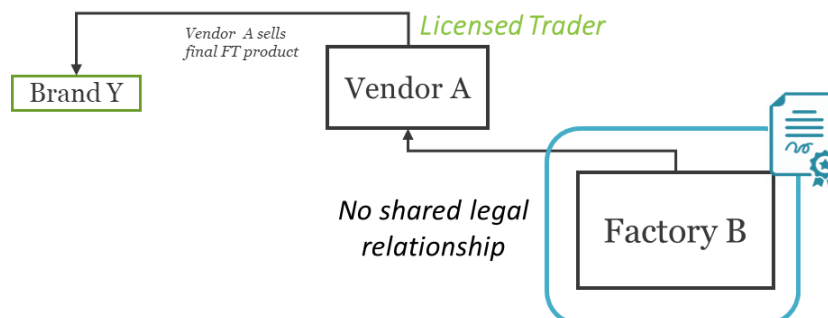 Licensed Trader
Vendor A sells
final FT product
Brand Y
Vendor A
No shared legal
relationship
Factory B